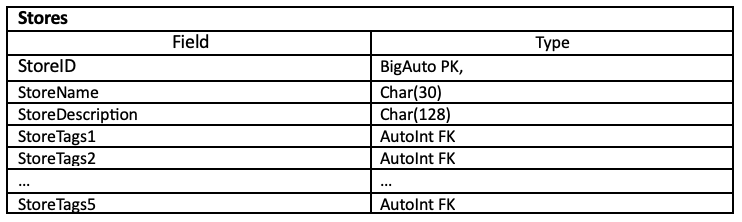 Stores
Field Type
StoreID BigAuto PK,
StoreName Char(30)
StoreDescription Char(128)
StoreTags1 AutoInt FK
StoreTags2 AutoInt FK
... ...
StoreTags5 AutoInt FK